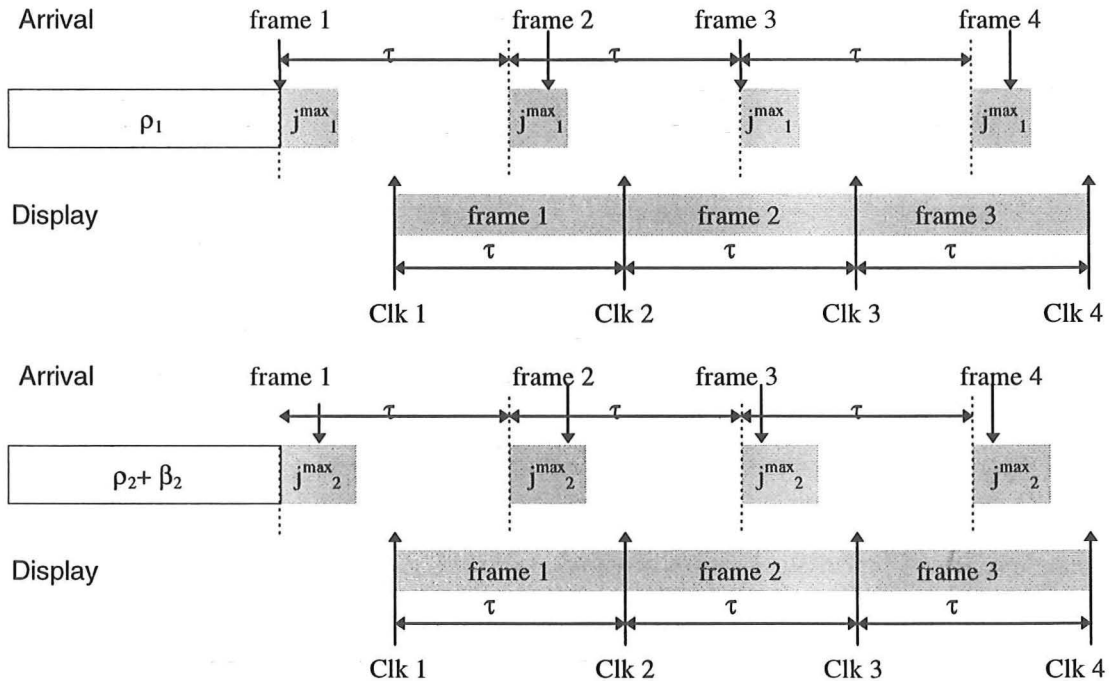 Arrival frame 1 frame 2 frame 3 frame 4
τ τ τ
ρ₁ jᵐᵃˣ₁ jᵐᵃˣ₁ jᵐᵃˣ₁ jᵐᵃˣ₁
Display frame 1 frame 2 frame 3
τ τ τ
Clk 1 Clk 2 Clk 3 Clk 4
Arrival frame 1 frame 2 frame 3 frame 4
τ τ τ
ρ₂+ β₂ jᵐᵃˣ₂ jᵐᵃˣ₂ jᵐᵃˣ₂ jᵐᵃˣ₂
Display frame 1 frame 2 frame 3
τ τ τ
Clk 1 Clk 2 Clk 3 Clk 4